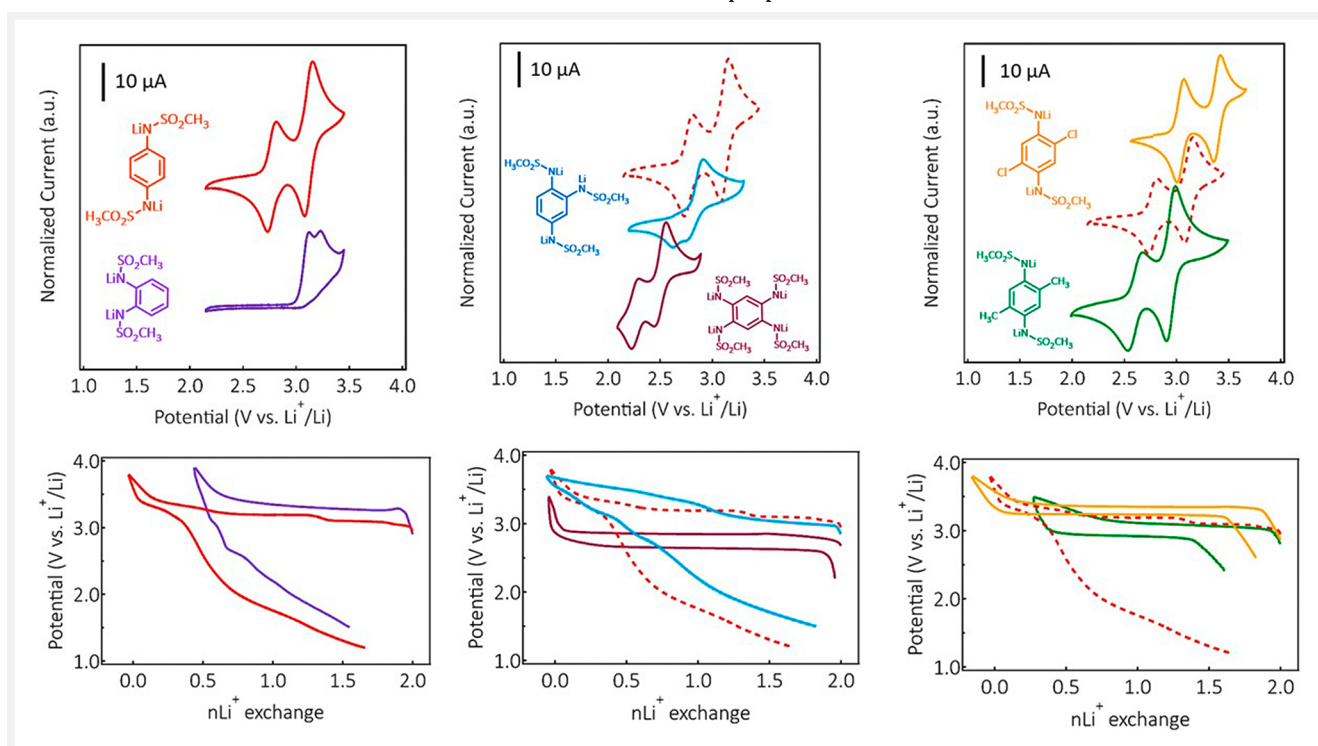 10 µA
LiN
SO₂CH₃
H₃CO₂S
NLi
SO₂CH₃
LiN
LiN
SO₂CH₃
Normalized Current (a.u.)
1.0 1.5 2.0 2.5 3.0 3.5 4.0
Potential (V vs. Li⁺/Li)
10 µA
H₃CO₂S
NLi
Li
N
SO₂CH₃
LiN
SO₂CH₃
SO₂CH₃
SO₂CH₃
LiN
NLi
LiN
NLi
SO₂CH₃
SO₂CH₃
Normalized Current (a.u.)
1.0 1.5 2.0 2.5 3.0 3.5 4.0
Potential (V vs. Li⁺/Li)
10 µA
H₃CO₂S
NLi
Cl
Cl
LiN
SO₂CH₃
H₃CO₂S
NLi
CH₃
H₃C
LiN
SO₂CH₃
Normalized Current (a.u.)
1.0 1.5 2.0 2.5 3.0 3.5 4.0
Potential (V vs. Li⁺/Li)
Potential (V vs. Li⁺/Li)
4.0
3.0
2.0
1.0
0.0 0.5 1.0 1.5 2.0
nLi⁺ exchange
Potential (V vs. Li⁺/Li)
4.0
3.0
2.0
1.0
0.0 0.5 1.0 1.5 2.0
nLi⁺ exchange
Potential (V vs. Li⁺/Li)
4.0
3.0
2.0
1.0
0.0 0.5 1.0 1.5 2.0
nLi⁺ exchange